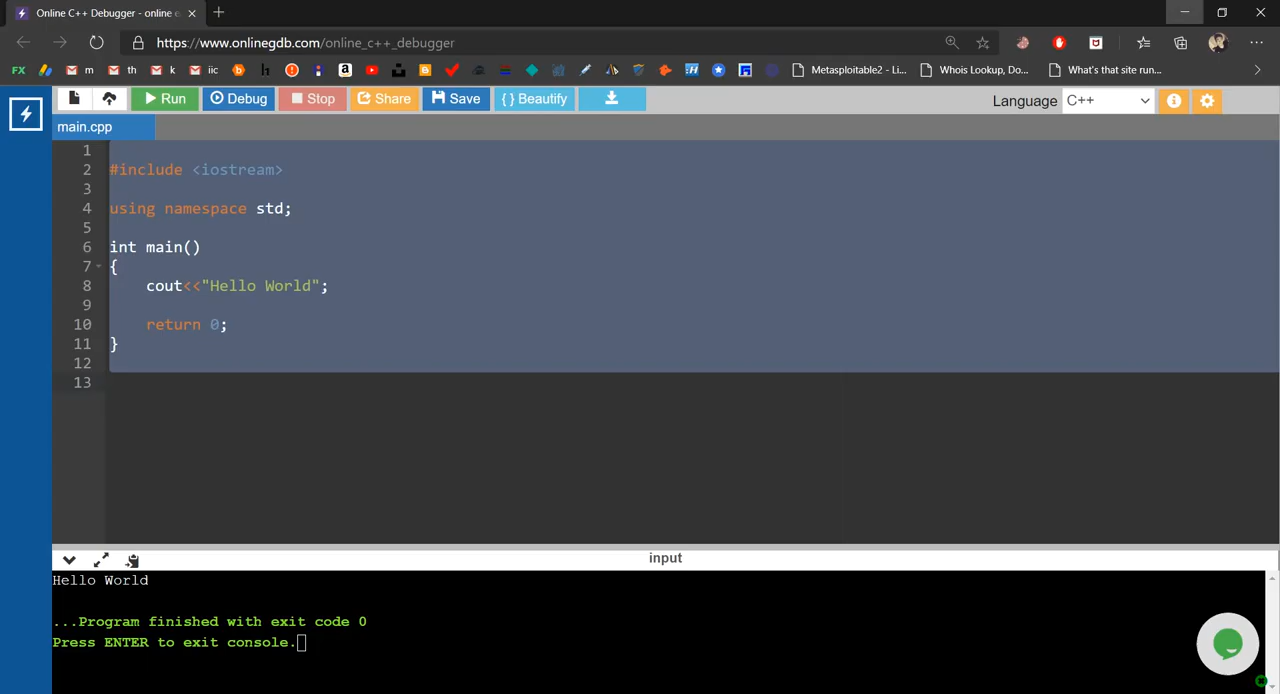 Online C++ Debugger - online e
https://www.onlinegdb.com/online_c++_debugger
FX m th k iic Metasploitable2 - Li... Whois Lookup, Do... What's that site run...
Run Debug Stop Share Save { } Beautify Language C++
main.cpp
1
2 #include <iostream>
3
4 using namespace std;
5
6 int main()
7 {
8 cout<<"Hello World";
9
10 return 0;
11 }
12
13
input
Hello World
...Program finished with exit code 0
Press ENTER to exit console.